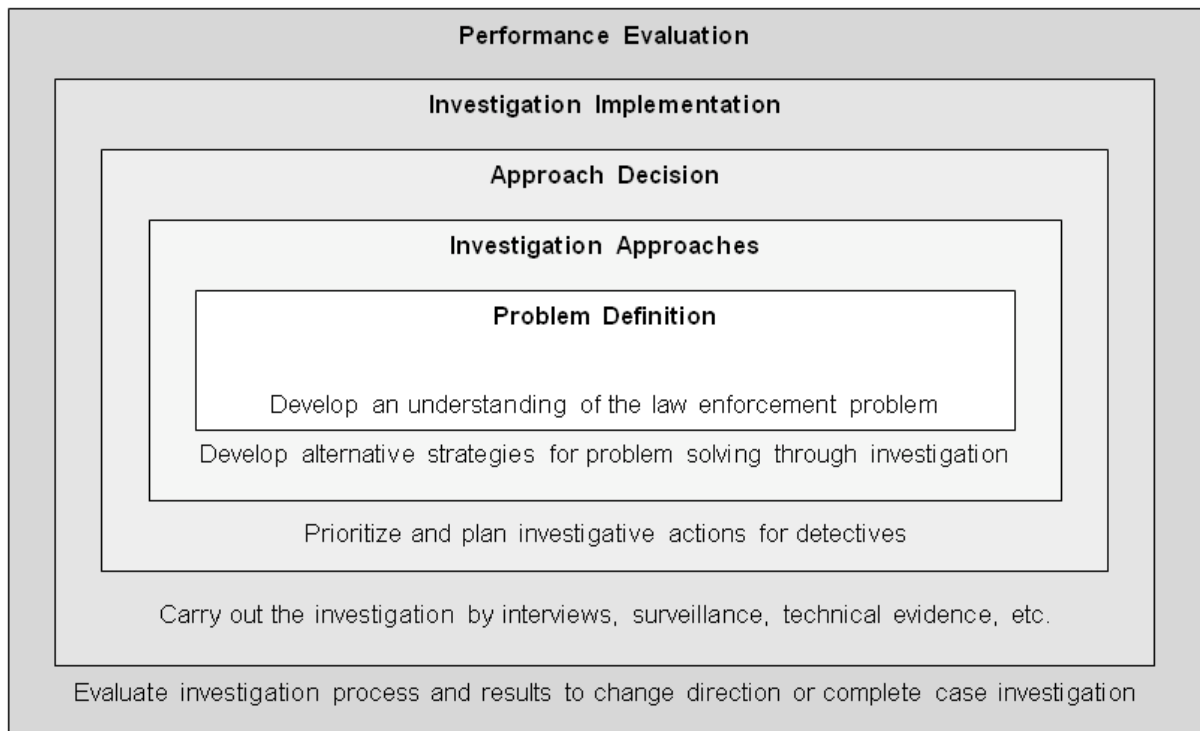 Performance Evaluation
Investigation Implementation
Approach Decision
Investigation Approaches
Problem Definition
Develop an understanding of the law enforcement problem
Develop alternative strategies for problem solving through investigation
Prioritize and plan investigative actions for detectives
Carry out the investigation by interviews, surveillance, technical evidence, etc.
Evaluate investigation process and results to change direction or complete case investigation